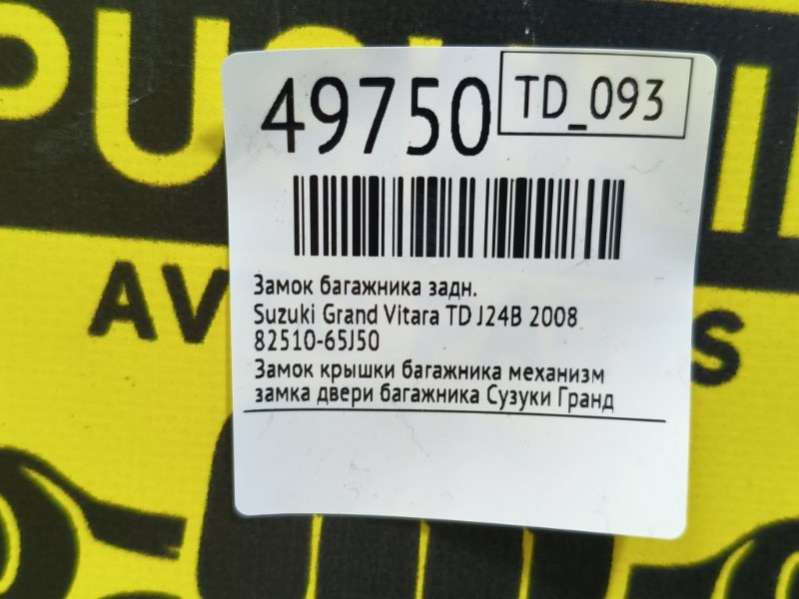 49750
TD_093
Замок багажника задн.
Suzuki Grand Vitara TD J24B 2008
82510-65J50
Замок крышки багажника механизм
замка двери багажника Сузуки Гранд